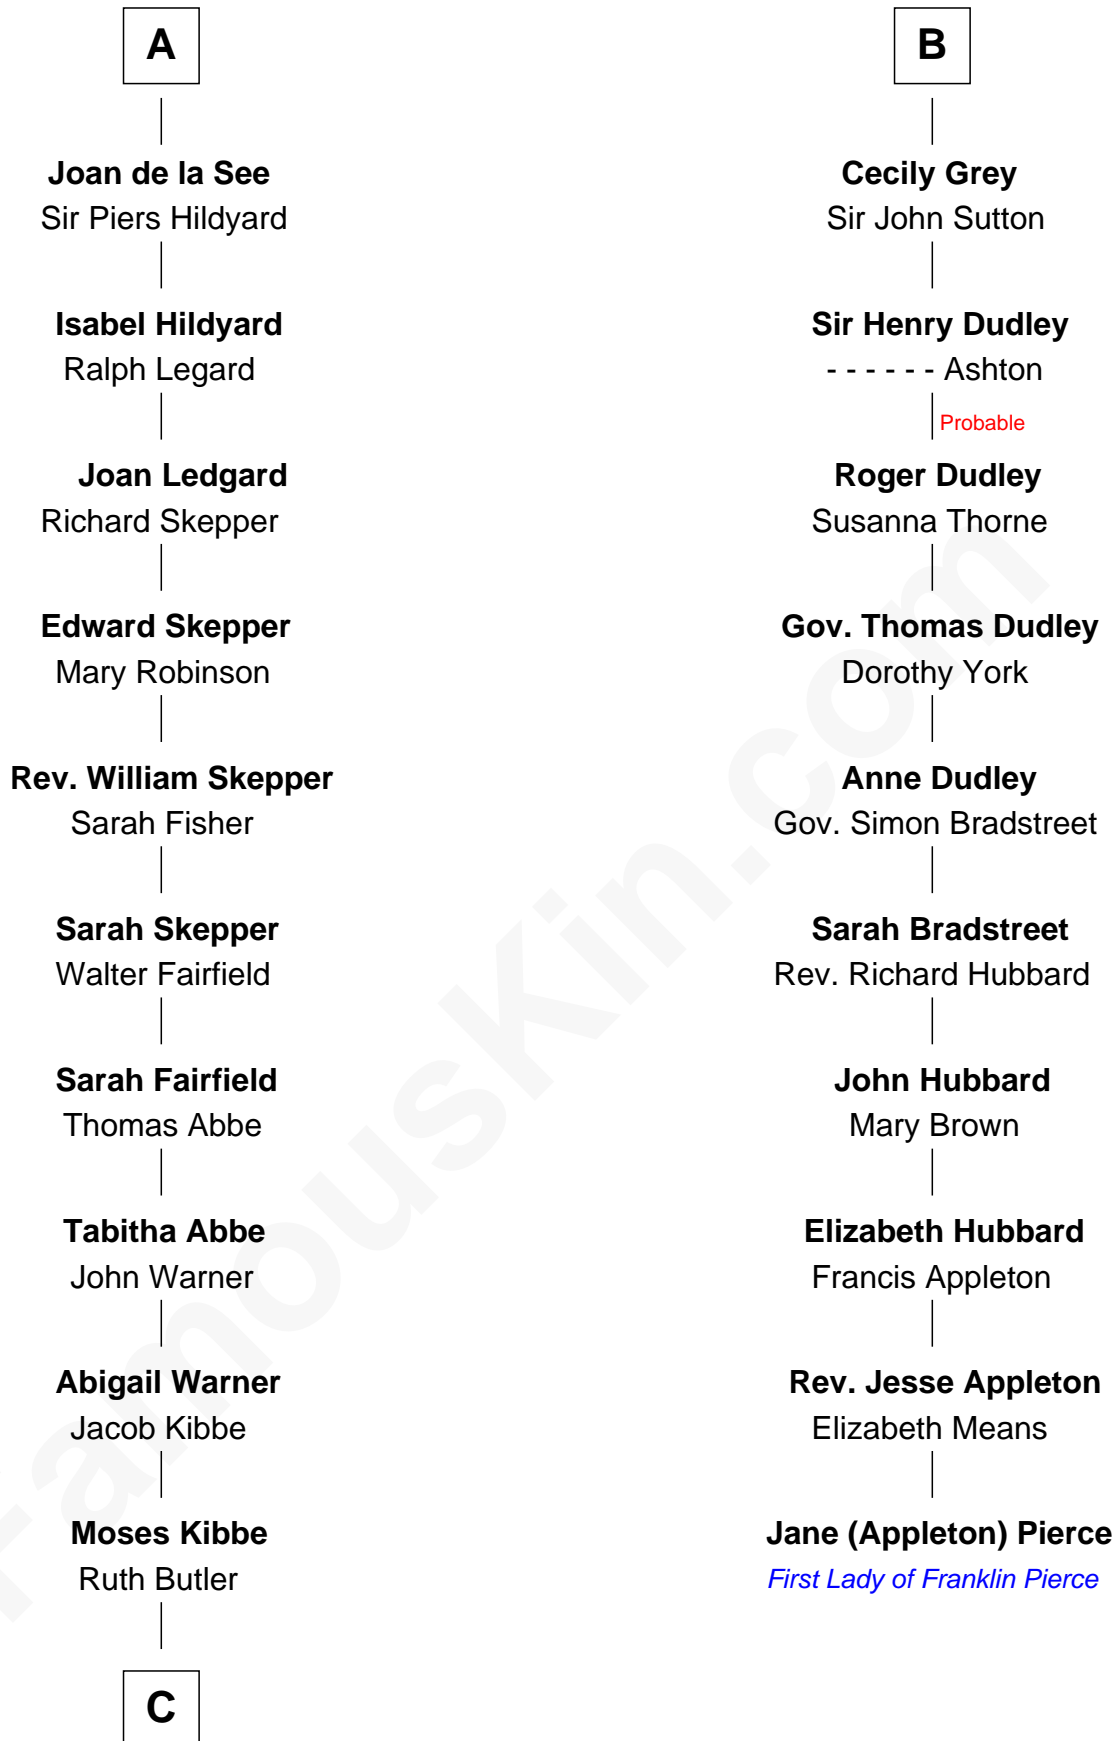 A
Joan de la See
Sir Piers Hildyard
Isabel Hildyard
Ralph Legard
Joan Ledgard
Richard Skepper
Edward Skepper
Mary Robinson
Rev. William Skepper
Sarah Fisher
Sarah Skepper
Walter Fairfield
Sarah Fairfield
Thomas Abbe
Tabitha Abbe
John Warner
Abigail Warner
Jacob Kibbe
Moses Kibbe
Ruth Butler
C
B
Cecily Grey
Sir John Sutton
Sir Henry Dudley
- - - - - - Ashton
Probable
Roger Dudley
Susanna Thorne
Gov. Thomas Dudley
Dorothy York
Anne Dudley
Gov. Simon Bradstreet
Sarah Bradstreet
Rev. Richard Hubbard
John Hubbard
Mary Brown
Elizabeth Hubbard
Francis Appleton
Rev. Jesse Appleton
Elizabeth Means
Jane (Appleton) Pierce
First Lady of Franklin Pierce
FamousKin.com